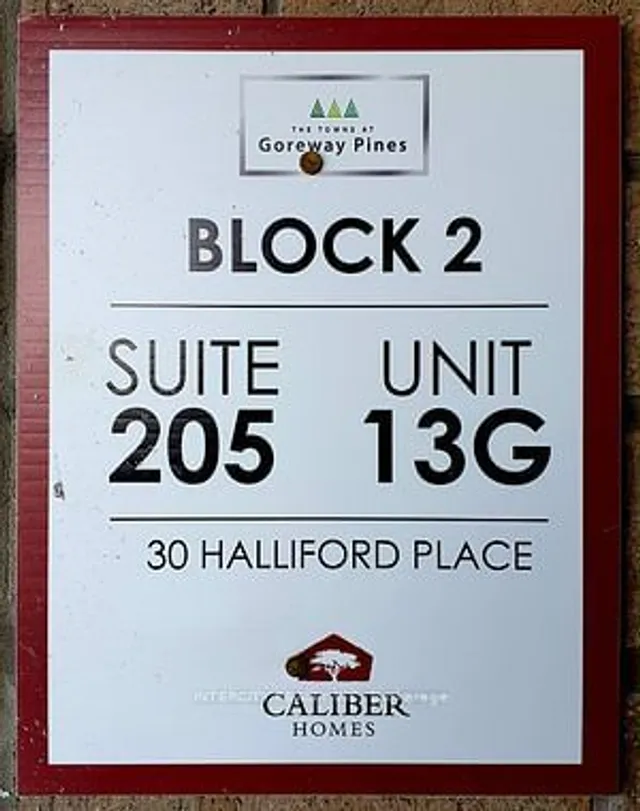 THE TOWNS AT
Goreway Pines
BLOCK 2
SUITE UNIT
205 13G
30 HALLIFORD PLACE
CALIBER
HOMES